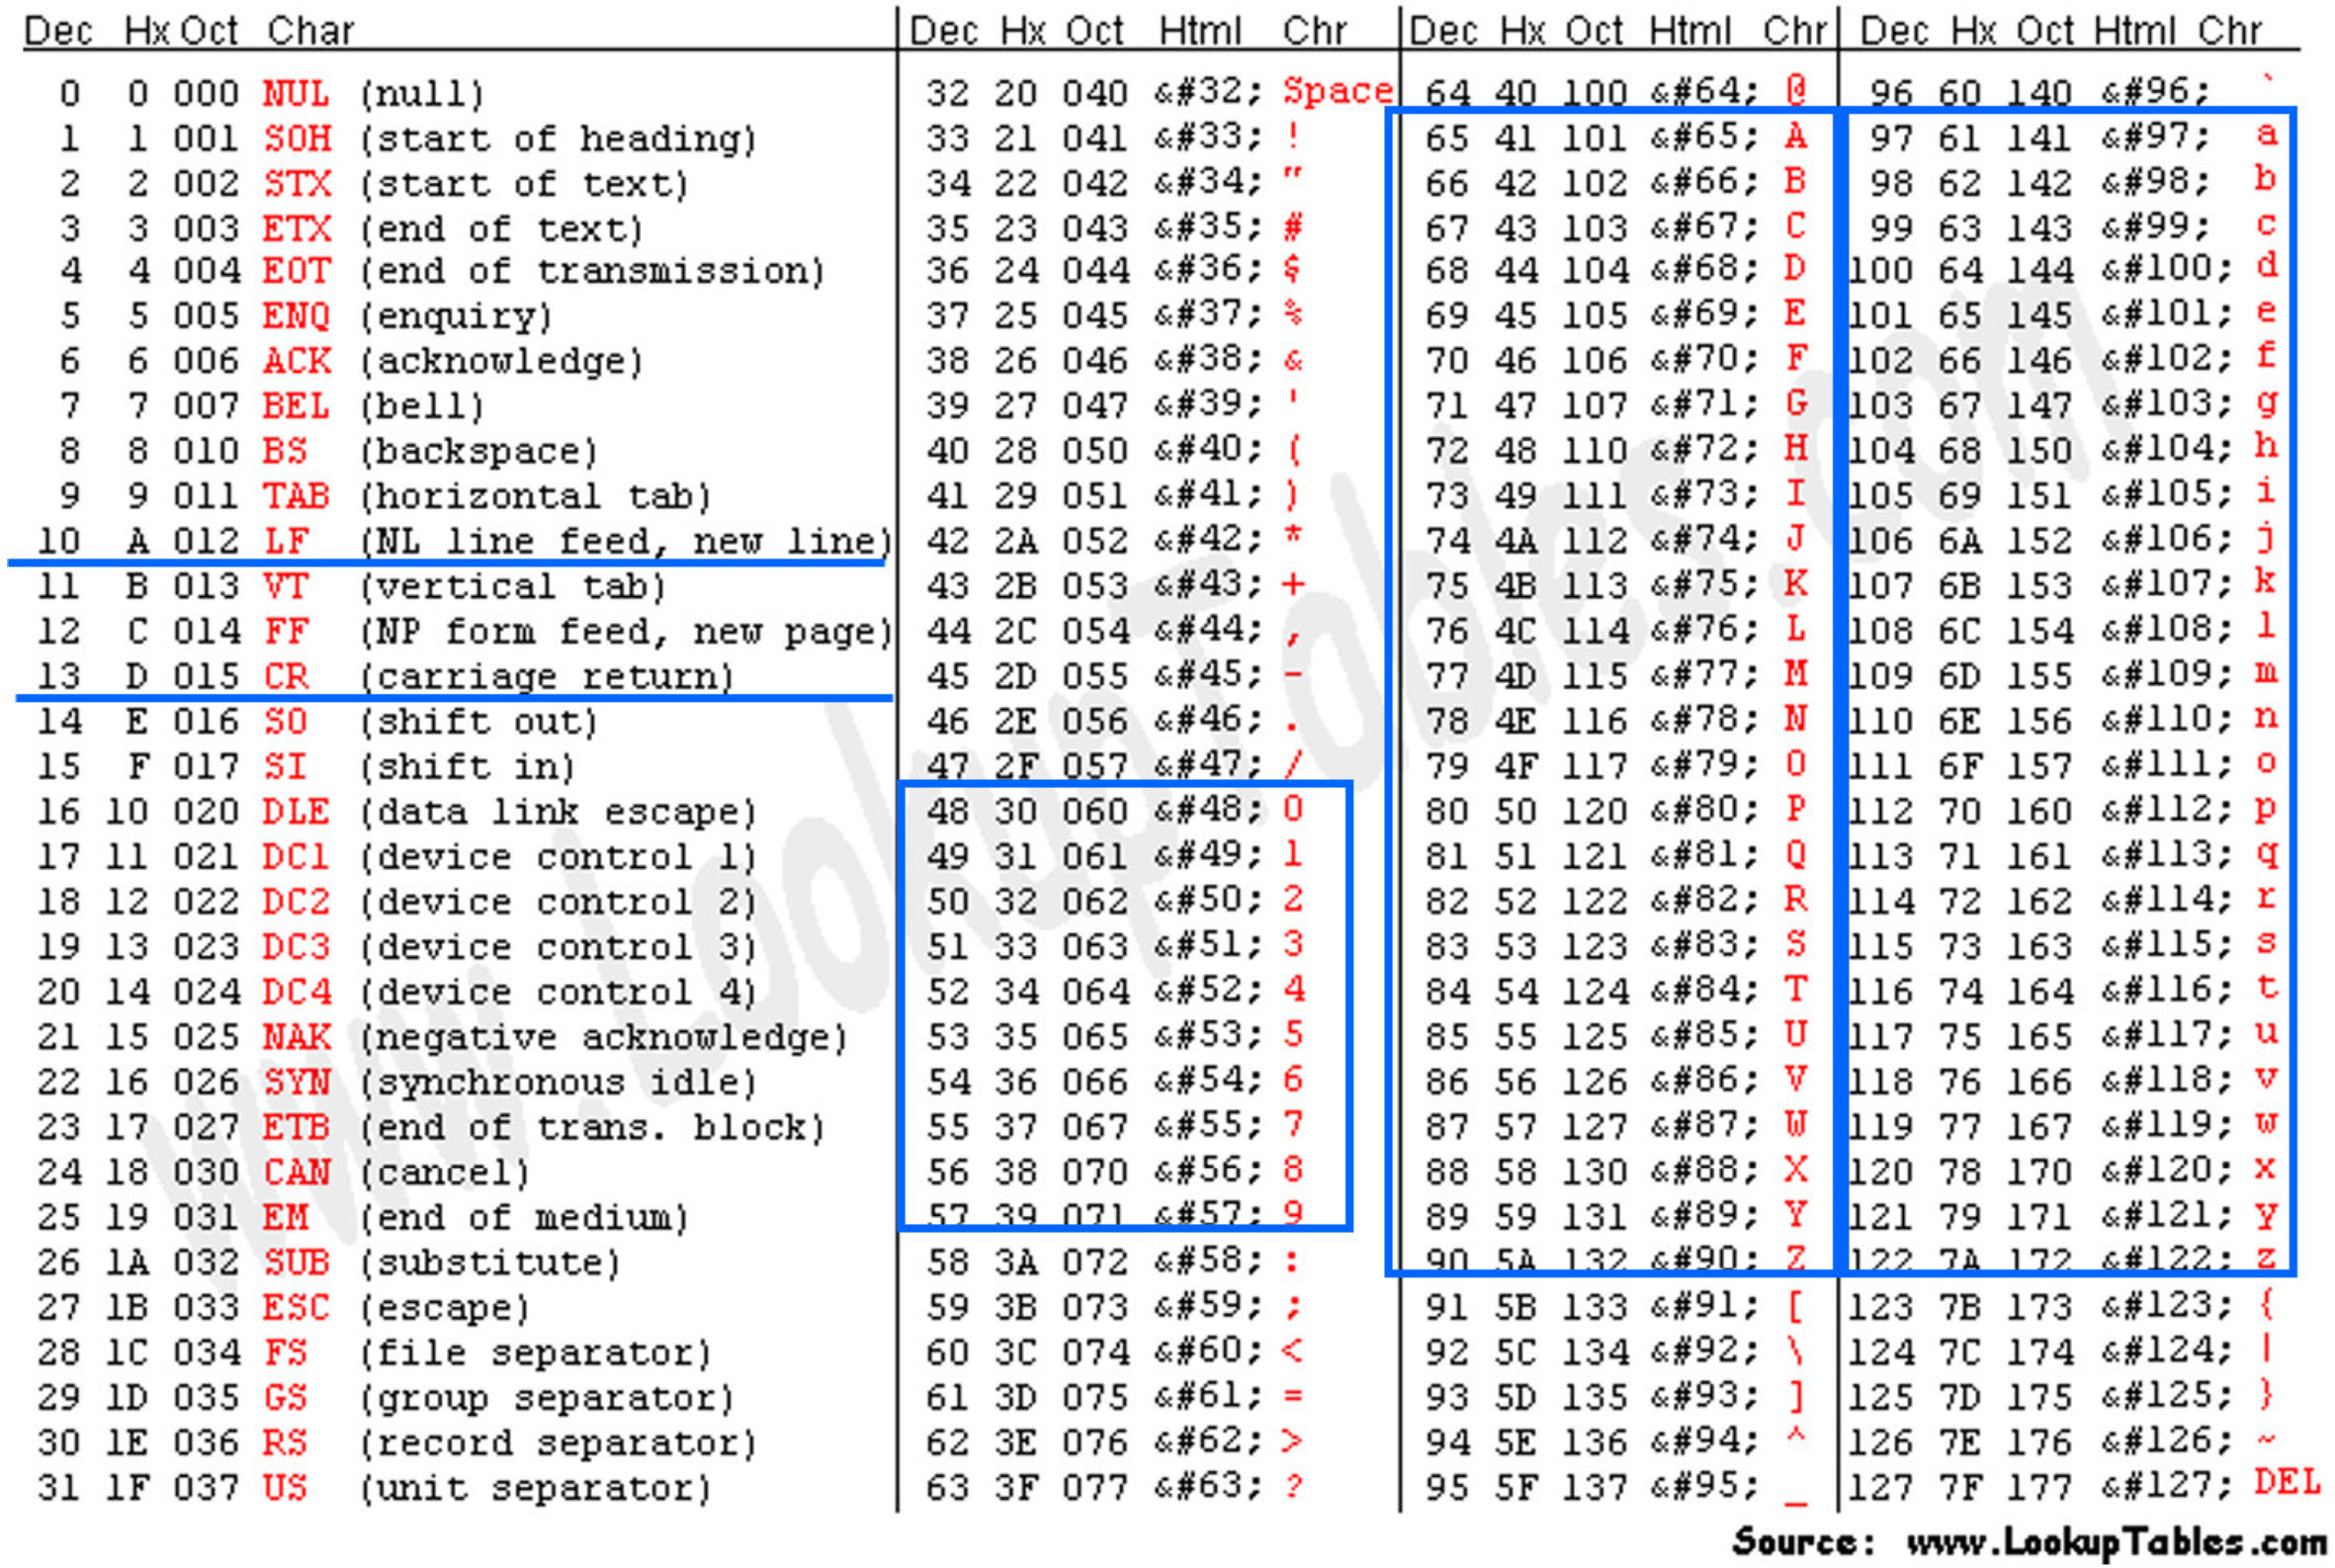 Dec Hx Oct Char Dec Hx Oct Html Chr Dec Hx Oct Html Chr Dec Hx Oct Html Chr
0 0 000 NUL (null) 32 20 040 &#32; Space 64 40 100 &#64; @ 96 60 140 &#96; `
1 1 001 SOH (start of heading) 33 21 041 &#33; ! 65 41 101 &#65; A 97 61 141 &#97; a
2 2 002 STX (start of text) 34 22 042 &#34; " 66 42 102 &#66; B 98 62 142 &#98; b
3 3 003 ETX (end of text) 35 23 043 &#35; # 67 43 103 &#67; C 99 63 143 &#99; c
4 4 004 EOT (end of transmission) 36 24 044 &#36; $ 68 44 104 &#68; D 100 64 144 &#100; d
5 5 005 ENQ (enquiry) 37 25 045 &#37; % 69 45 105 &#69; E 101 65 145 &#101; e
6 6 006 ACK (acknowledge) 38 26 046 &#38; & 70 46 106 &#70; F 102 66 146 &#102; f
7 7 007 BEL (bell) 39 27 047 &#39; ' 71 47 107 &#71; G 103 67 147 &#103; g
8 8 010 BS (backspace) 40 28 050 &#40; ( 72 48 110 &#72; H 104 68 150 &#104; h
9 9 011 TAB (horizontal tab) 41 29 051 &#41; ) 73 49 111 &#73; I 105 69 151 &#105; i
10 A 012 LF (NL line feed, new line) 42 2A 052 &#42; * 74 4A 112 &#74; J 106 6A 152 &#106; j
11 B 013 VT (vertical tab) 43 2B 053 &#43; + 75 4B 113 &#75; K 107 6B 153 &#107; k
12 C 014 FF (NP form feed, new page) 44 2C 054 &#44; , 76 4C 114 &#76; L 108 6C 154 &#108; l
13 D 015 CR (carriage return) 45 2D 055 &#45; - 77 4D 115 &#77; M 109 6D 155 &#109; m
14 E 016 SO (shift out) 46 2E 056 &#46; . 78 4E 116 &#78; N 110 6E 156 &#110; n
15 F 017 SI (shift in) 47 2F 057 &#47; / 79 4F 117 &#79; O 111 6F 157 &#111; o
16 10 020 DLE (data link escape) 48 30 060 &#48; 0 80 50 120 &#80; P 112 70 160 &#112; p
17 11 021 DC1 (device control 1) 49 31 061 &#49; 1 81 51 121 &#81; Q 113 71 161 &#113; q
18 12 022 DC2 (device control 2) 50 32 062 &#50; 2 82 52 122 &#82; R 114 72 162 &#114; r
19 13 023 DC3 (device control 3) 51 33 063 &#51; 3 83 53 123 &#83; S 115 73 163 &#115; s
20 14 024 DC4 (device control 4) 52 34 064 &#52; 4 84 54 124 &#84; T 116 74 164 &#116; t
21 15 025 NAK (negative acknowledge) 53 35 065 &#53; 5 85 55 125 &#85; U 117 75 165 &#117; u
22 16 026 SYN (synchronous idle) 54 36 066 &#54; 6 86 56 126 &#86; V 118 76 166 &#118; v
23 17 027 ETB (end of trans. block) 55 37 067 &#55; 7 87 57 127 &#87; W 119 77 167 &#119; w
24 18 030 CAN (cancel) 56 38 070 &#56; 8 88 58 130 &#88; X 120 78 170 &#120; x
25 19 031 EM (end of medium) 57 39 071 &#57; 9 89 59 131 &#89; Y 121 79 171 &#121; y
26 1A 032 SUB (substitute) 58 3A 072 &#58; : 90 5A 132 &#90; Z 122 7A 172 &#122; z
27 1B 033 ESC (escape) 59 3B 073 &#59; ; 91 5B 133 &#91; [ 123 7B 173 &#123; {
28 1C 034 FS (file separator) 60 3C 074 &#60; < 92 5C 134 &#92; \ 124 7C 174 &#124; |
29 1D 035 GS (group separator) 61 3D 075 &#61; = 93 5D 135 &#93; ] 125 7D 175 &#125; }
30 1E 036 RS (record separator) 62 3E 076 &#62; > 94 5E 136 &#94; ^ 126 7E 176 &#126; ~
31 1F 037 US (unit separator) 63 3F 077 &#63; ? 95 5F 137 &#95; _ 127 7F 177 &#127; DEL
Source: www.LookupTables.com
www.LookupTables.com